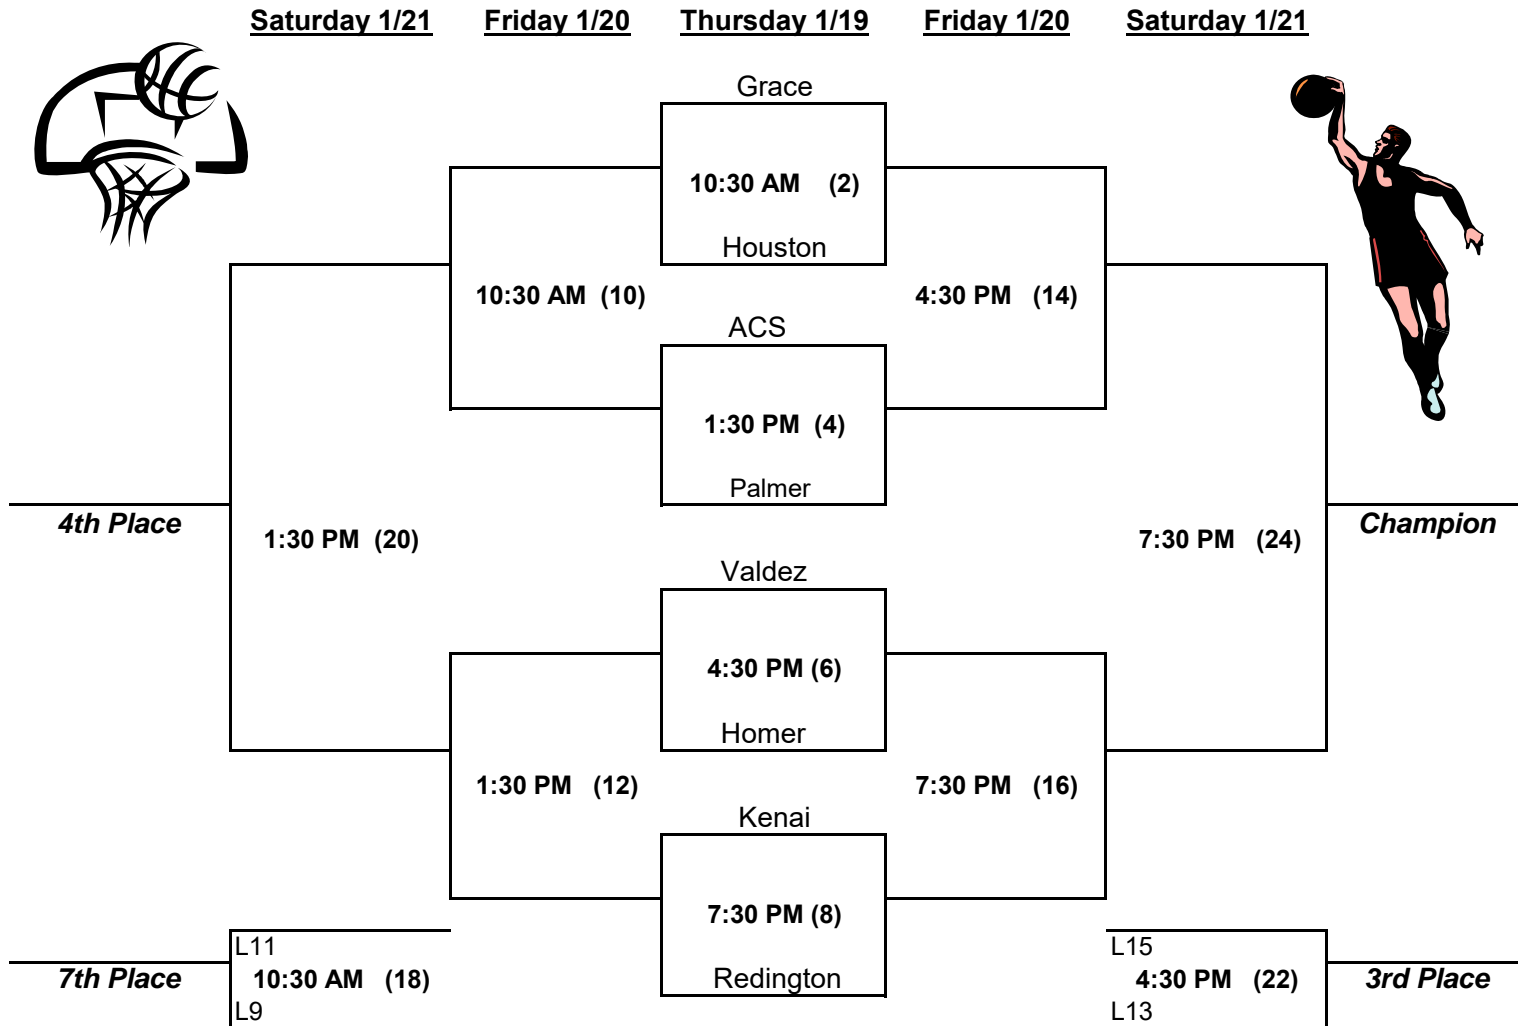 Saturday 1/21 Friday 1/20 Thursday 1/19 Friday 1/20 Saturday 1/21
Grace
10:30 AM (2)
Houston
10:30 AM (10) 4:30 PM (14)
ACS
1:30 PM (4)
Palmer
4th Place Champion
1:30 PM (20) 7:30 PM (24)
Valdez
4:30 PM (6)
Homer
1:30 PM (12) 7:30 PM (16)
Kenai
7:30 PM (8)
L11 L15
7th Place 10:30 AM (18) Redington 4:30 PM (22) 3rd Place
L9 L13